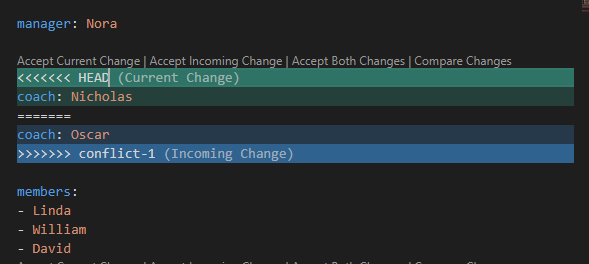 manager: Nora
Accept Current Change | Accept Incoming Change | Accept Both Changes | Compare Changes
<<<<<<< HEAD (Current Change)
coach: Nicholas
=======
coach: Oscar
>>>>>>> conflict-1 (Incoming Change)
members:
- Linda
- William
- David